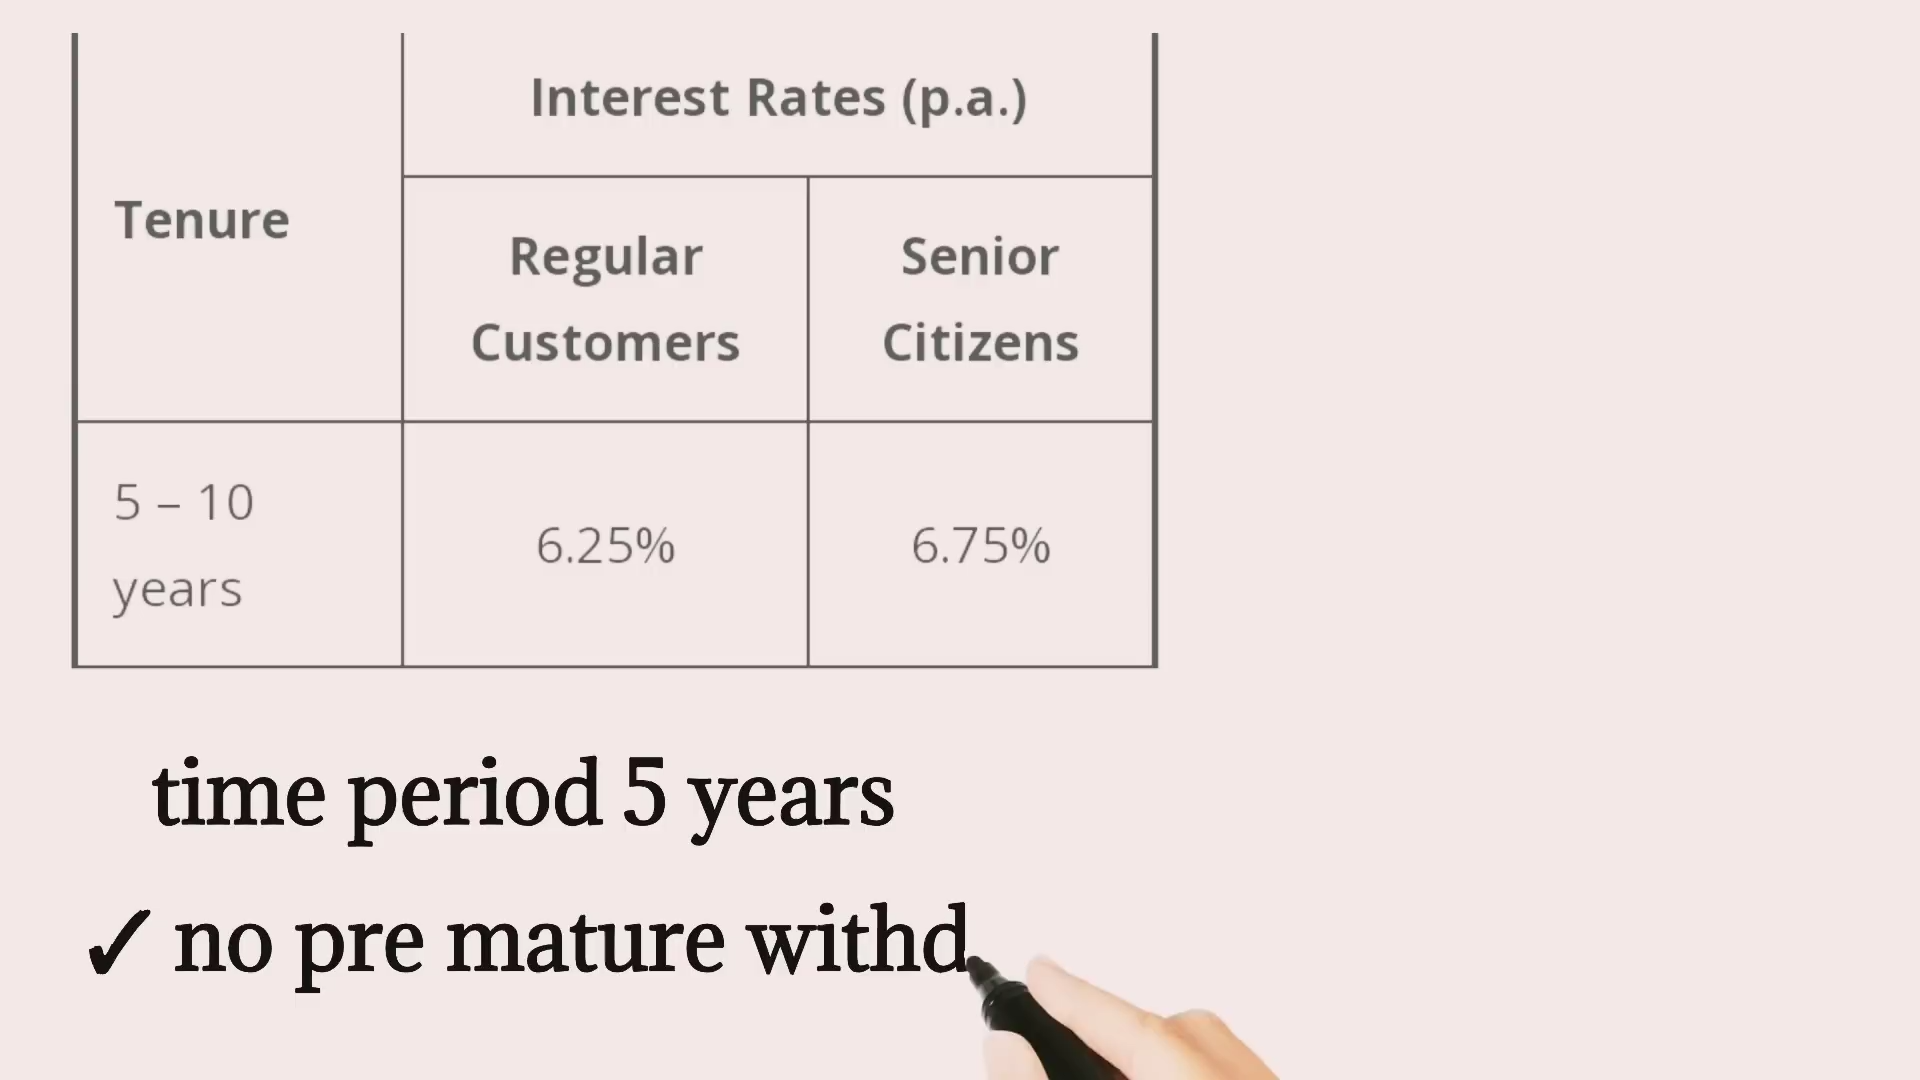 Interest Rates (p.a.)
Tenure
Regular
Customers
Senior
Citizens
5 – 10
years
6.25%
6.75%
time period 5 years
✓ no pre mature withd